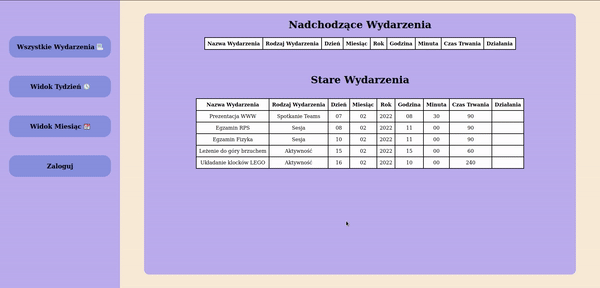 Wszystkie Wydarzenia
Widok Tydzień
Widok Miesiąc
Zaloguj
Nadchodzące Wydarzenia
Nazwa Wydarzenia Rodzaj Wydarzenia Dzień Miesiąc Rok Godzina Minuta Czas Trwania Działania
Stare Wydarzenia
Nazwa Wydarzenia Rodzaj Wydarzenia Dzień Miesiąc Rok Godzina Minuta Czas Trwania Działania
Prezentacja WWW Spotkanie Teams 07 02 2022 08 30 90
Egzamin RPS Sesja 08 02 2022 11 00 90
Egzamin Fizyka Sesja 10 02 2022 11 00 90
Leżenie do góry brzuchem Aktywność 15 02 2022 15 00 60
Układanie klocków LEGO Aktywność 16 02 2022 10 00 240